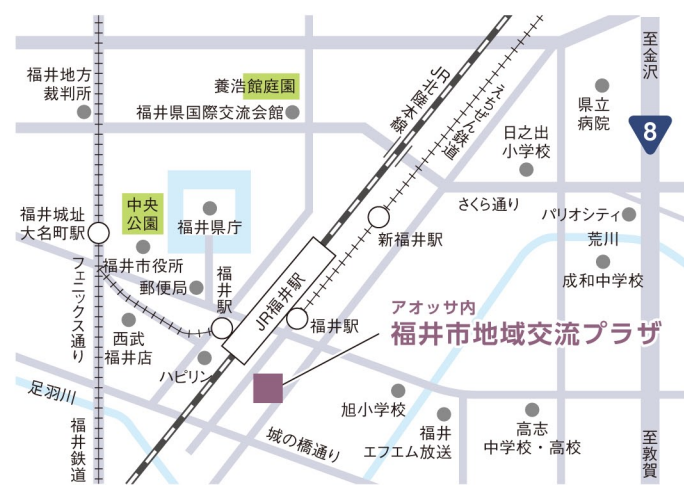 福井地方
裁判所
養浩館庭園
福井県国際交流会館
JR北陸本線
えちぜん鉄道
至金沢
県立
病院
8
日之出
小学校
さくら通り
パリオシティ
荒川
成和中学校
中央
公園
福井県庁
福井城址
大名町駅
新福井駅
福井市役所
郵便局
福井駅
JR福井駅
福井駅
フェニックス通り
西武
福井店
ハピリン
アオッサ内
福井市地域交流プラザ
足羽川
福井鉄道
城の橋通り
旭小学校
福井
エフエム放送
高志
中学校・高校
至敦賀